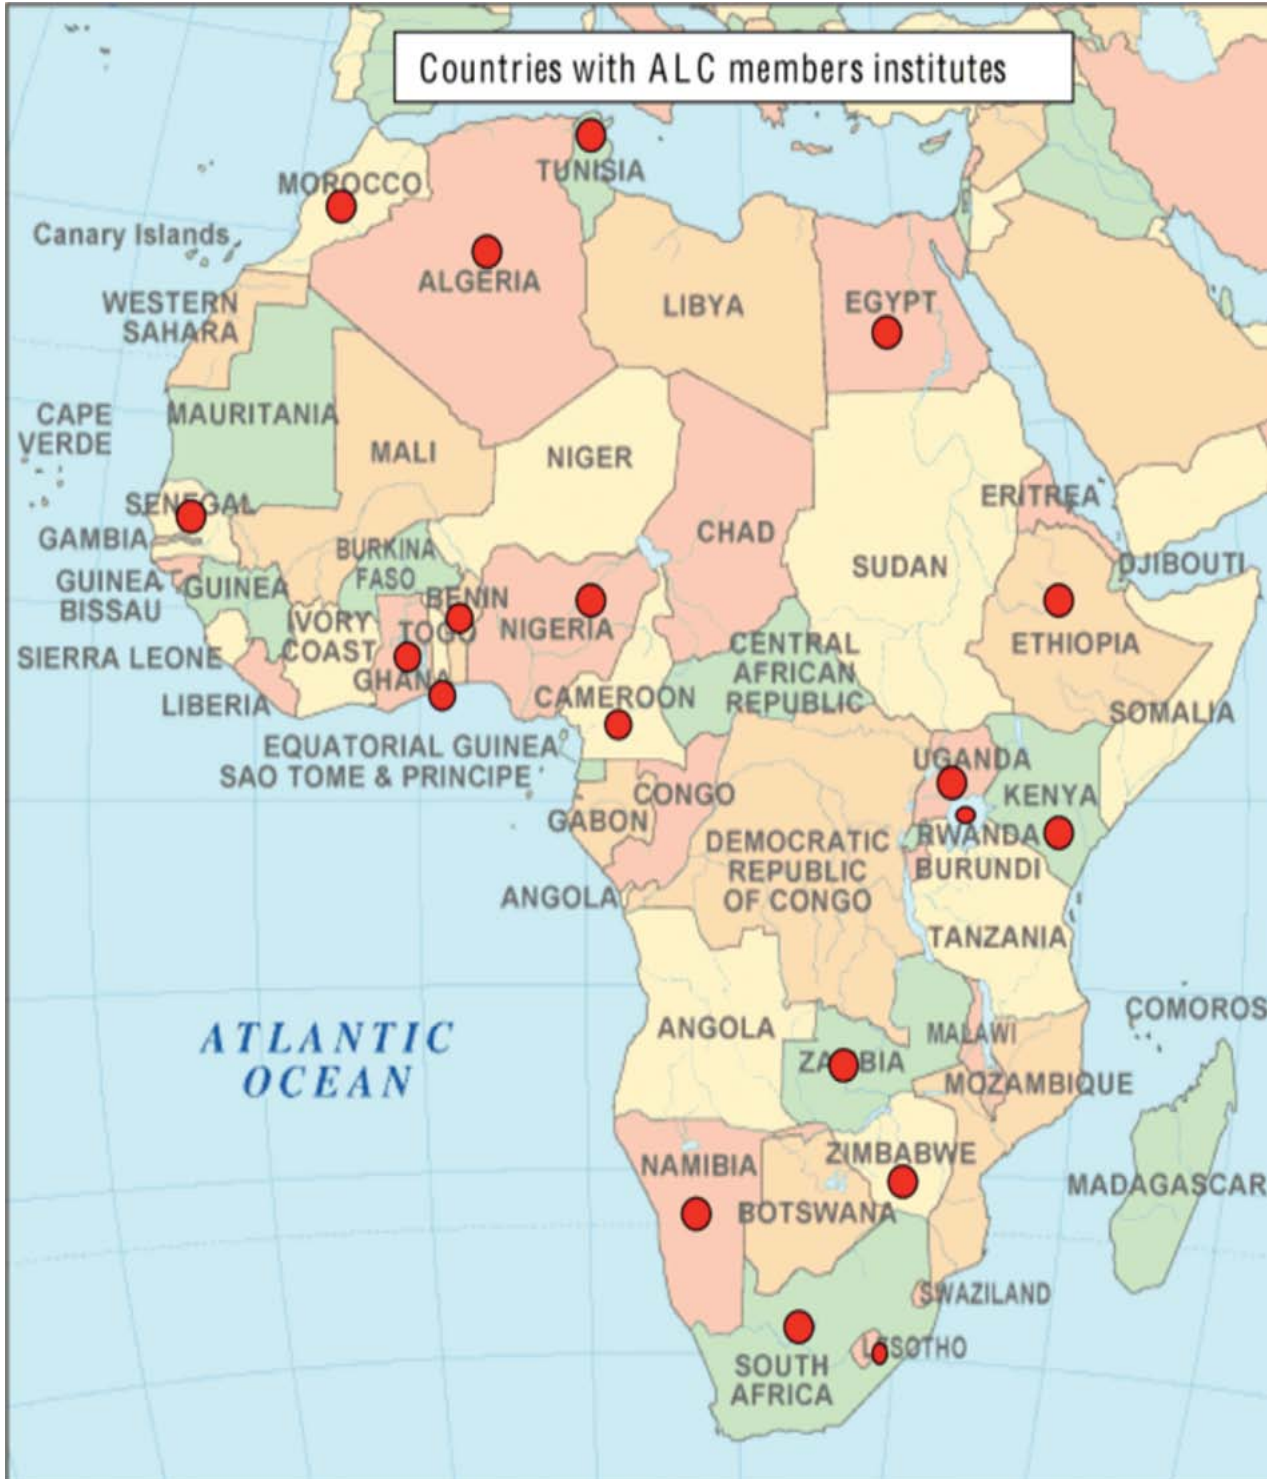 Countries with ALC members institutes
TUNISIA
MOROCCO
Canary Islands
ALGERIA
LIBYA
EGYPT
WESTERN
SAHARA
MAURITANIA
CAPE
VERDE
MALI
NIGER
CHAD
SUDAN
ERITREA
SENEGAL
GAMBIA
BURKINA
FASO
DJIBOUTI
GUINEA
BISSAU
GUINEA
BENIN
IVORY
COAST
TOGO
NIGERIA
CENTRAL
AFRICAN
REPUBLIC
ETHIOPIA
SIERRA LEONE
GHANA
LIBERIA
CAMEROON
SOMALIA
EQUATORIAL GUINEA
SAO TOME & PRINCIPE
UGANDA
KENYA
CONGO
GABON
DEMOCRATIC
REPUBLIC
OF CONGO
RWANDA
BURUNDI
ANGOLA
TANZANIA
COMOROS
ATLANTIC
OCEAN
ANGOLA
MALAWI
ZAMBIA
MOZAMBIQUE
NAMIBIA
ZIMBABWE
BOTSWANA
MADAGASCAR
SWAZILAND
LESOTHO
SOUTH
AFRICA